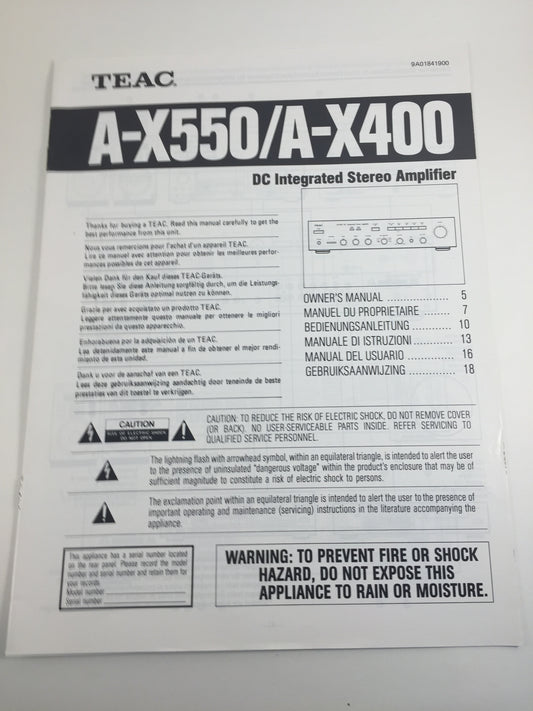 9A01841900
TEAC
A-X550/A-X400
DC Integrated Stereo Amplifier
Thanks for buying a TEAC. Read this manual carefully to get the
best performance from this unit.
Nous vous remercions pour l'achat d'un appareil TEAC.
Lire ce manuel avec attention pour obtenir les meilleures perfor-
mances possibles de cet appareil.
Vielen Dank für den Kauf dieses TEAC-Geräts.
Bitte lesen Sie diese Anleitung sorgfältig durch, um die Leistungs-
fähigkeit dieses Geräts optimal nutzen zu können.
Grazie per aver acquistato un prodotto TEAC.
Leggere attentamente questo manuale per ottenere le migliori
prestazioni da questo apparecchio.
Enhorabuena por la adquisición de un TEAC.
Lea detenidamente este manual a fin de obtener el mejor rendi-
miento de esta unidad.
Dank u voor de aanschaf van een TEAC.
Lees deze gebruiksaanwijzing aandachtig door teneinde de beste
prestaties van dit toestel te verkrijgen.
TEAC
OWNER'S MANUAL .................... 5
MANUEL DU PROPRIETAIRE ........ 7
BEDIENUNGSANLEITUNG ........... 10
MANUALE DI ISTRUZIONI ............ 13
MANUAL DEL USUARIO .............. 16
GEBRUIKSAANWIJZING ............... 18
CAUTION
RISK OF ELECTRIC SHOCK
DO NOT OPEN
CAUTION: TO REDUCE THE RISK OF ELECTRIC SHOCK, DO NOT REMOVE COVER
(OR BACK). NO USER-SERVICEABLE PARTS INSIDE. REFER SERVICING TO
QUALIFIED SERVICE PERSONNEL.
The lightning flash with arrowhead symbol, within an equilateral triangle, is intended to alert the user
to the presence of uninsulated "dangerous voltage" within the product's enclosure that may be of
sufficient magnitude to constitute a risk of electric shock to persons.
The exclamation point within an equilateral triangle is intended to alert the user to the presence of
important operating and maintenance (servicing) instructions in the literature accompanying the
appliance.
This appliance has a serial number located
on the rear panel. Please record the model
number and serial number and retain them for
your records.
Model number
Serial number
WARNING: TO PREVENT FIRE OR SHOCK
HAZARD, DO NOT EXPOSE THIS
APPLIANCE TO RAIN OR MOISTURE.